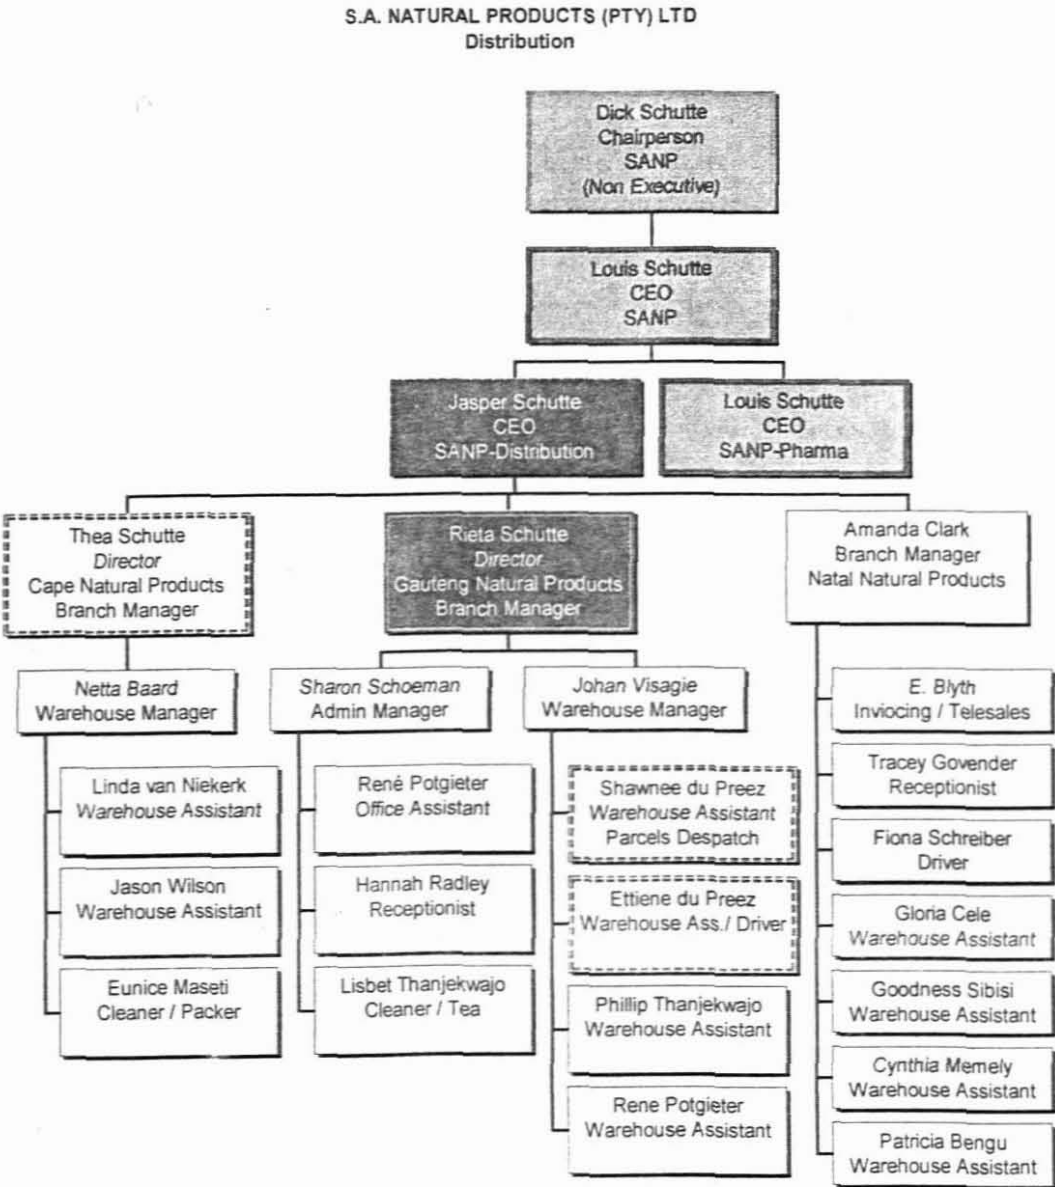 S.A. NATURAL PRODUCTS (PTY) LTD
Distribution
Dick Schutte
Chairperson
SANP
(Non Executive)
Louis Schutte
CEO
SANP
Jasper Schutte
CEO
SANP-Distribution
Louis Schutte
CEO
SANP-Pharma
Thea Schutte
Director
Cape Natural Products
Branch Manager
Rieta Schutte
Director
Gauteng Natural Products
Branch Manager
Amanda Clark
Branch Manager
Natal Natural Products
Netta Baard
Warehouse Manager
Linda van Niekerk
Warehouse Assistant
Jason Wilson
Warehouse Assistant
Eunice Maseti
Cleaner / Packer
Sharon Schoeman
Admin Manager
René Potgieter
Office Assistant
Hannah Radley
Receptionist
Lisbet Thanjekwajo
Cleaner / Tea
Johan Visagie
Warehouse Manager
Shawnee du Preez
Warehouse Assistant
Parcels Despatch
Ettiene du Preez
Warehouse Ass./ Driver
Phillip Thanjekwajo
Warehouse Assistant
Rene Potgieter
Warehouse Assistant
E. Blyth
Inviocing / Telesales
Tracey Govender
Receptionist
Fiona Schreiber
Driver
Gloria Cele
Warehouse Assistant
Goodness Sibisi
Warehouse Assistant
Cynthia Memely
Warehouse Assistant
Patricia Bengu
Warehouse Assistant